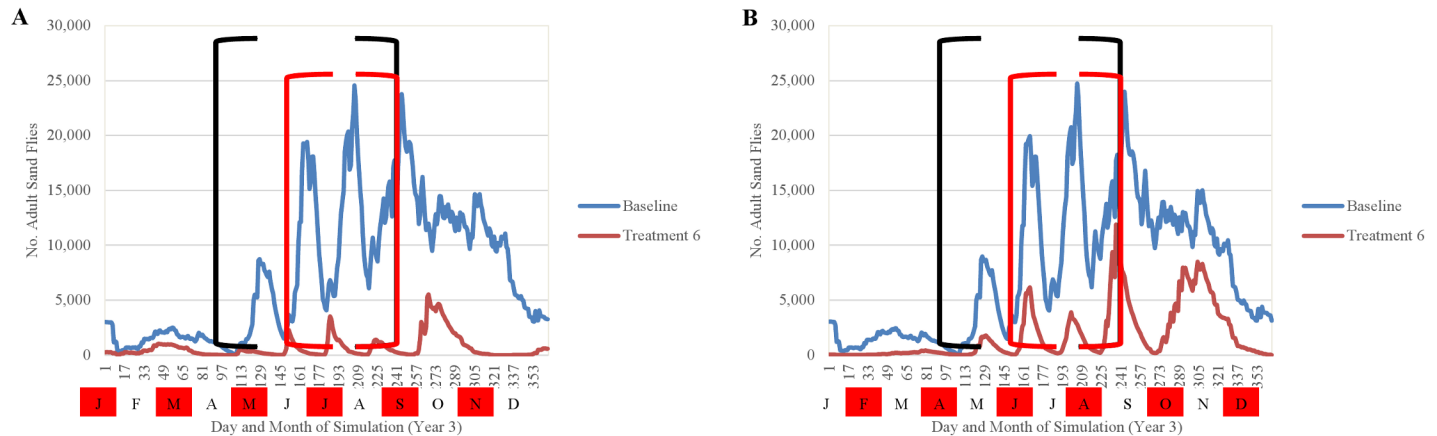 A
30,000
25,000
20,000
15,000
10,000
5,000
0
No. Adult Sand Flies
1 17 33 49 65 81 97 113 129 145 161 177 193 209 225 241 257 273 289 305 321 337 353
J F M A M J J A S O N D
Day and Month of Simulation (Year 3)
Baseline
Treatment 6
B
30,000
25,000
20,000
15,000
10,000
5,000
0
No. Adult Sand Flies
1 17 33 49 65 81 97 113 129 145 161 177 193 209 225 241 257 273 289 305 321 337 353
J F M A M J J A S O N D
Day and Month of Simulation (Year 3)
Baseline
Treatment 6